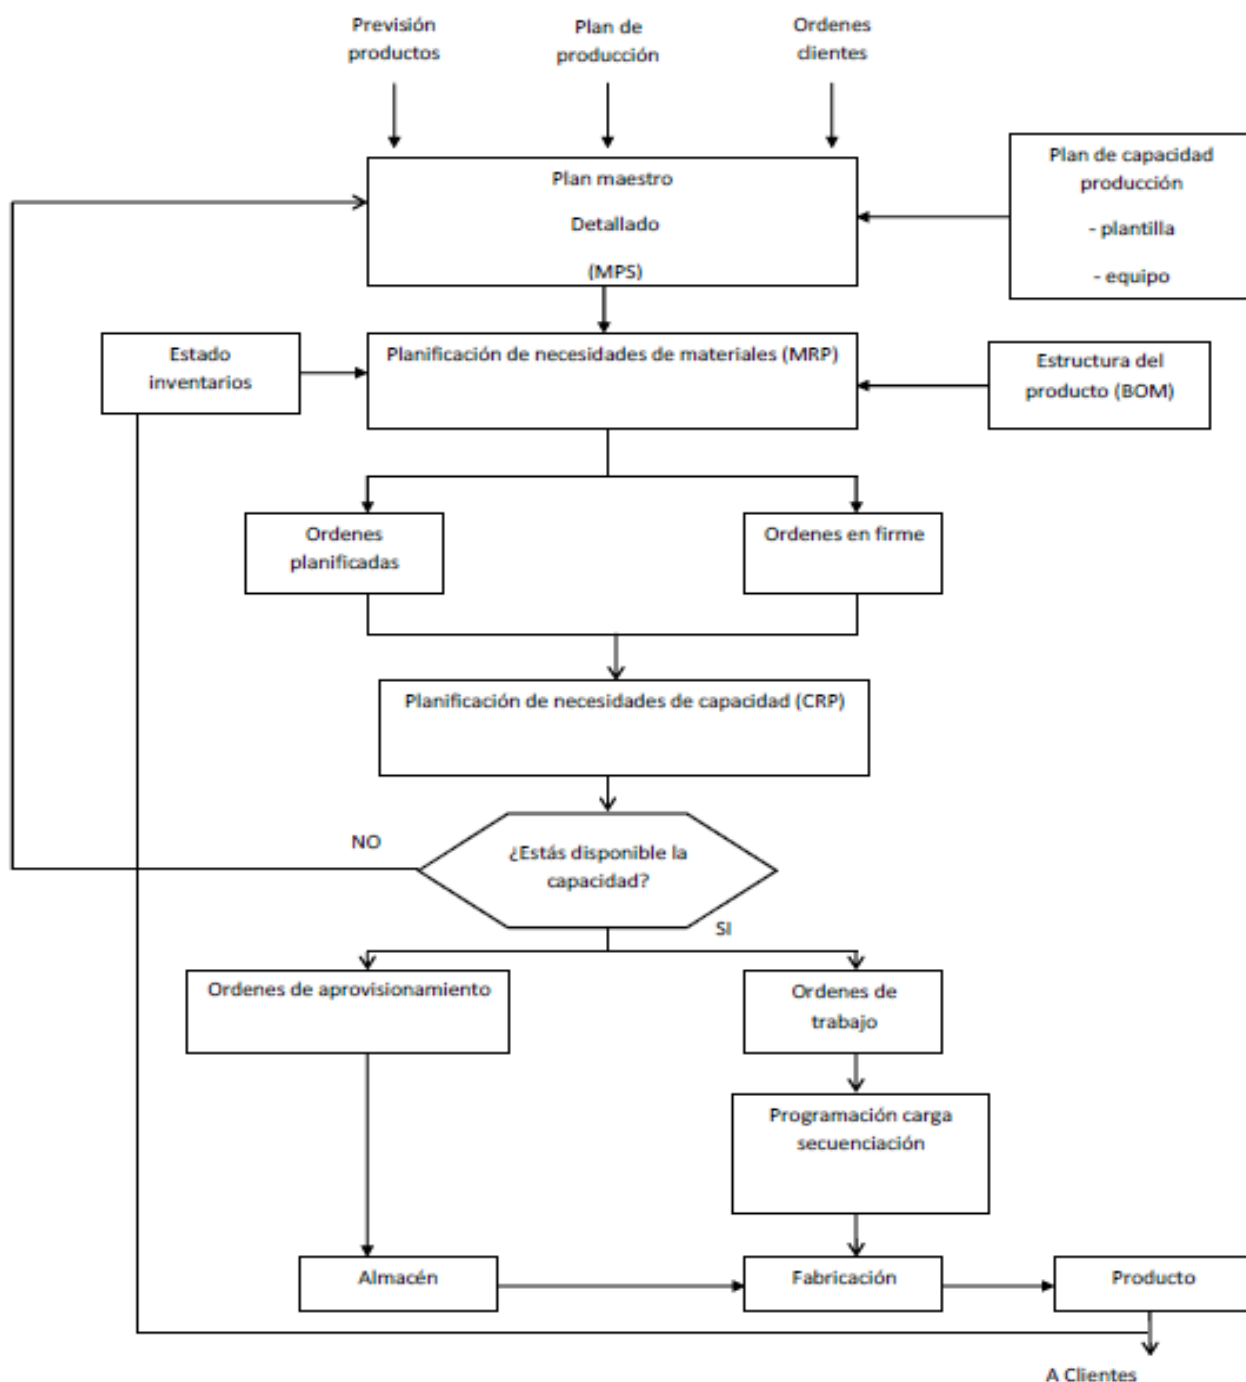 Previsión
productos
Plan de
producción
Ordenes
clientes
Plan de capacidad
producción
- plantilla
- equipo
Plan maestro
Detallado
(MPS)
Estado
inventarios
Planificación de necesidades de materiales (MRP)
Estructura del
producto (BOM)
Ordenes
planificadas
Ordenes en firme
Planificación de necesidades de capacidad (CRP)
NO
¿Estás disponible la
capacidad?
SI
Ordenes de aprovisionamiento
Ordenes de
trabajo
Programación carga
secuenciación
Almacén
Fabricación
Producto
A Clientes